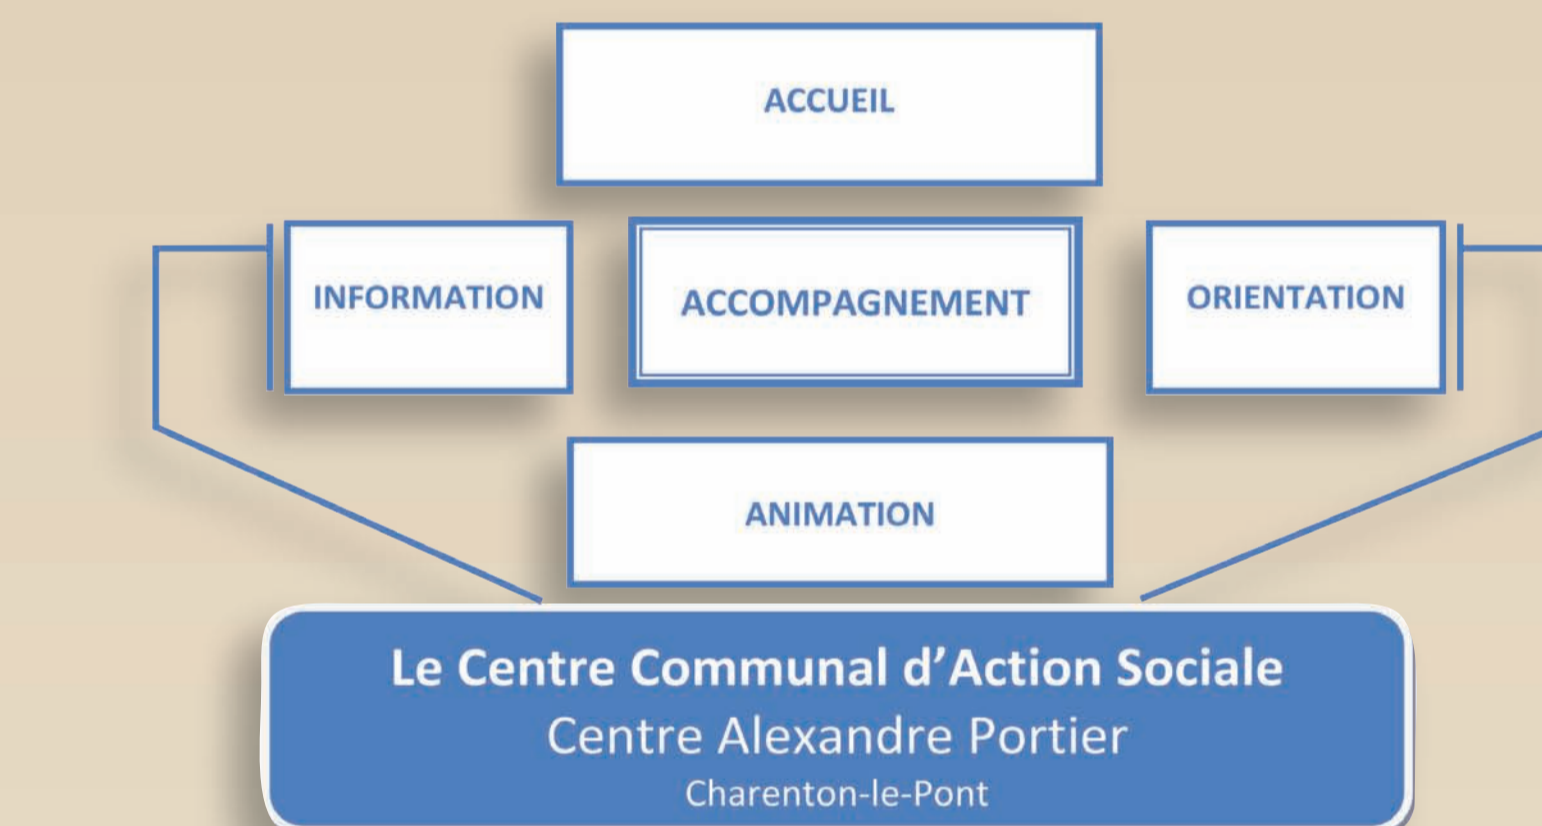 ACCUEIL
INFORMATION
ACCOMPAGNEMENT
ORIENTATION
ANIMATION
Le Centre Communal d’Action Sociale
Centre Alexandre Portier
Charenton-le-Pont